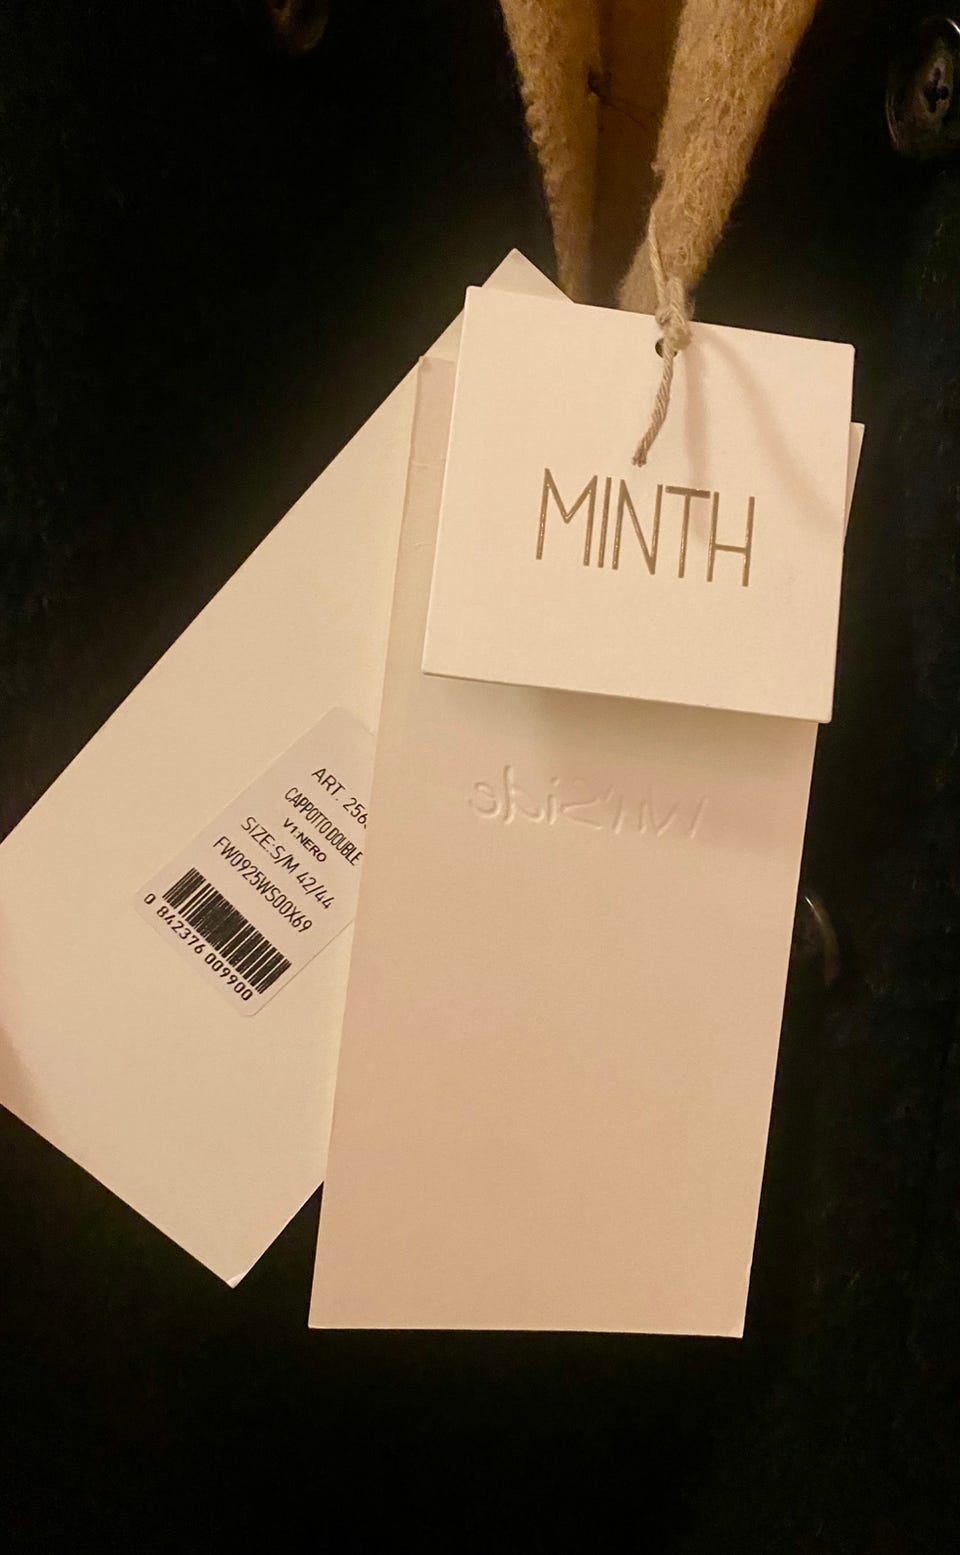 MINTH
ART. 256
CAPPOTTO DOUBLE
V1:NERO
SIZE:S/M 42/44
FW0925WS00X69
0 842376 009900